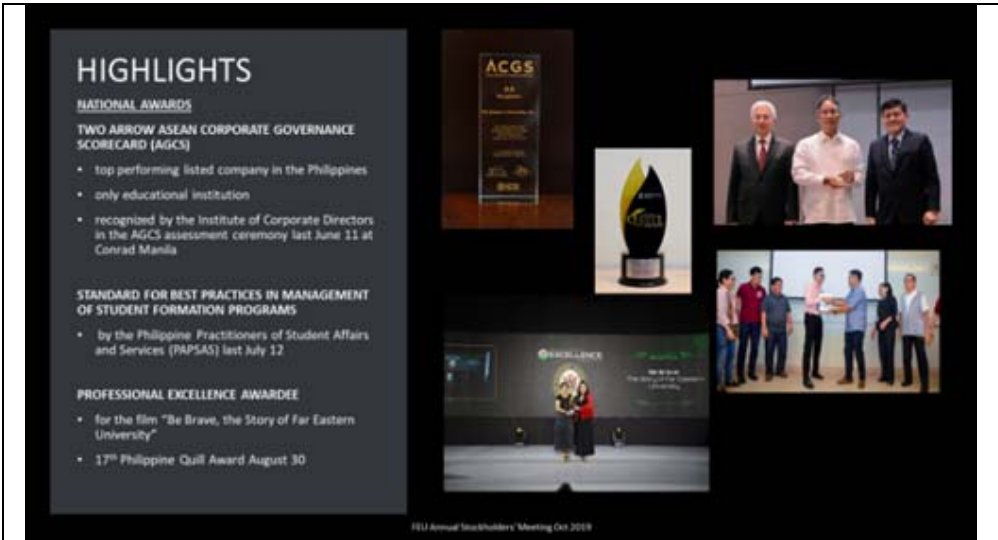 HIGHLIGHTS
NATIONAL AWARDS
TWO ARROW ASEAN CORPORATE GOVERNANCE
SCORECARD (AGCS)
• top performing listed company in the Philippines
• only educational institution
• recognized by the Institute of Corporate Directors
in the AGCS assessment ceremony last June 11 at
Conrad Manila
STANDARD FOR BEST PRACTICES IN MANAGEMENT
OF STUDENT FORMATION PROGRAMS
• by the Philippine Practitioners of Student Affairs
and Services (PAPSAS) last July 12
PROFESSIONAL EXCELLENCE AWARDEE
• for the film "Be Brave, the Story of Far Eastern
University"
• 17th Philippine Quill Award August 30
ACGS
EXCELLENCE
The Story of Far Eastern
University
FEU Annual Stockholders' Meeting Oct 2019